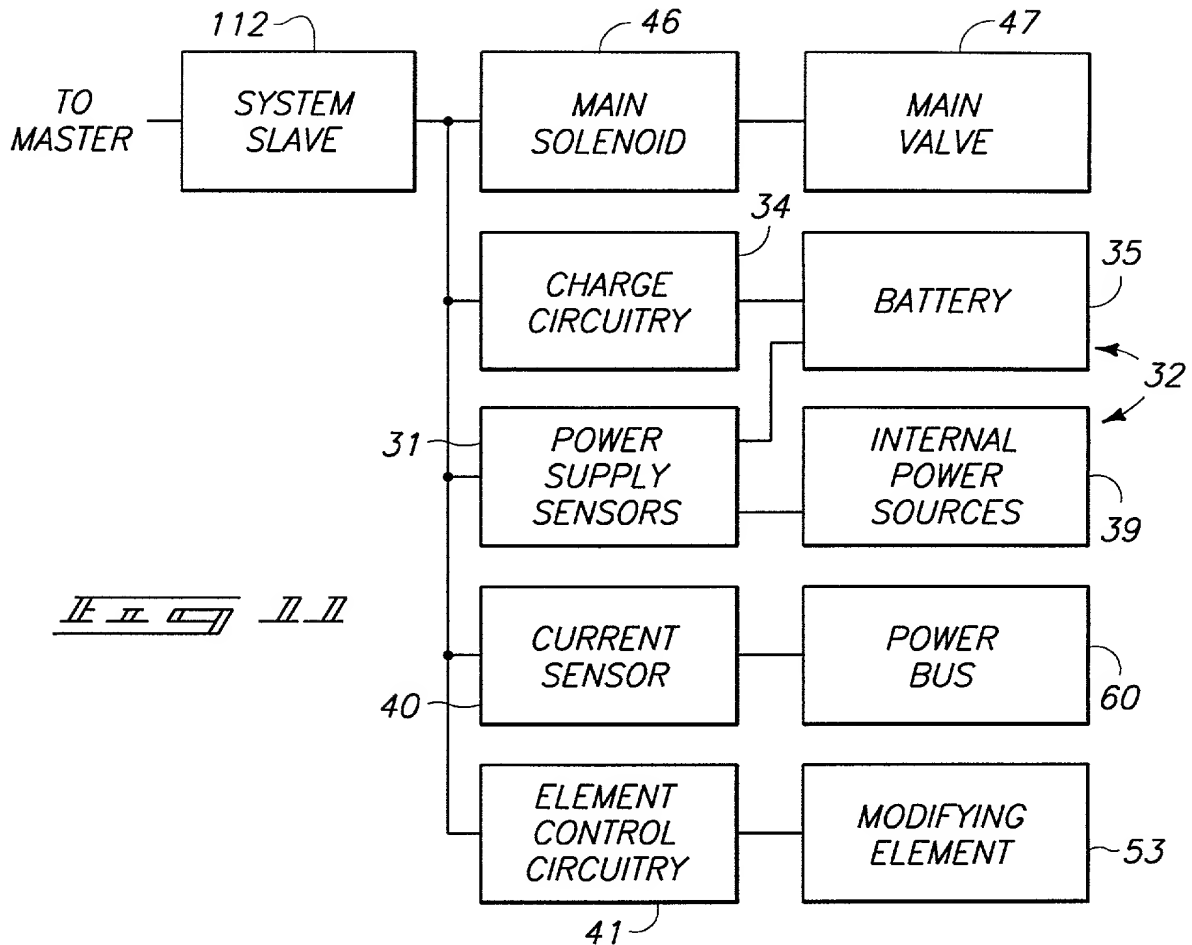 112
46
47
TO
MASTER
SYSTEM
SLAVE
MAIN
SOLENOID
MAIN
VALVE
34
35
CHARGE
CIRCUITRY
BATTERY
32
31
POWER
SUPPLY
SENSORS
INTERNAL
POWER
SOURCES
39
Fig 11
CURRENT
SENSOR
POWER
BUS
40
60
ELEMENT
CONTROL
CIRCUITRY
MODIFYING
ELEMENT
53
41